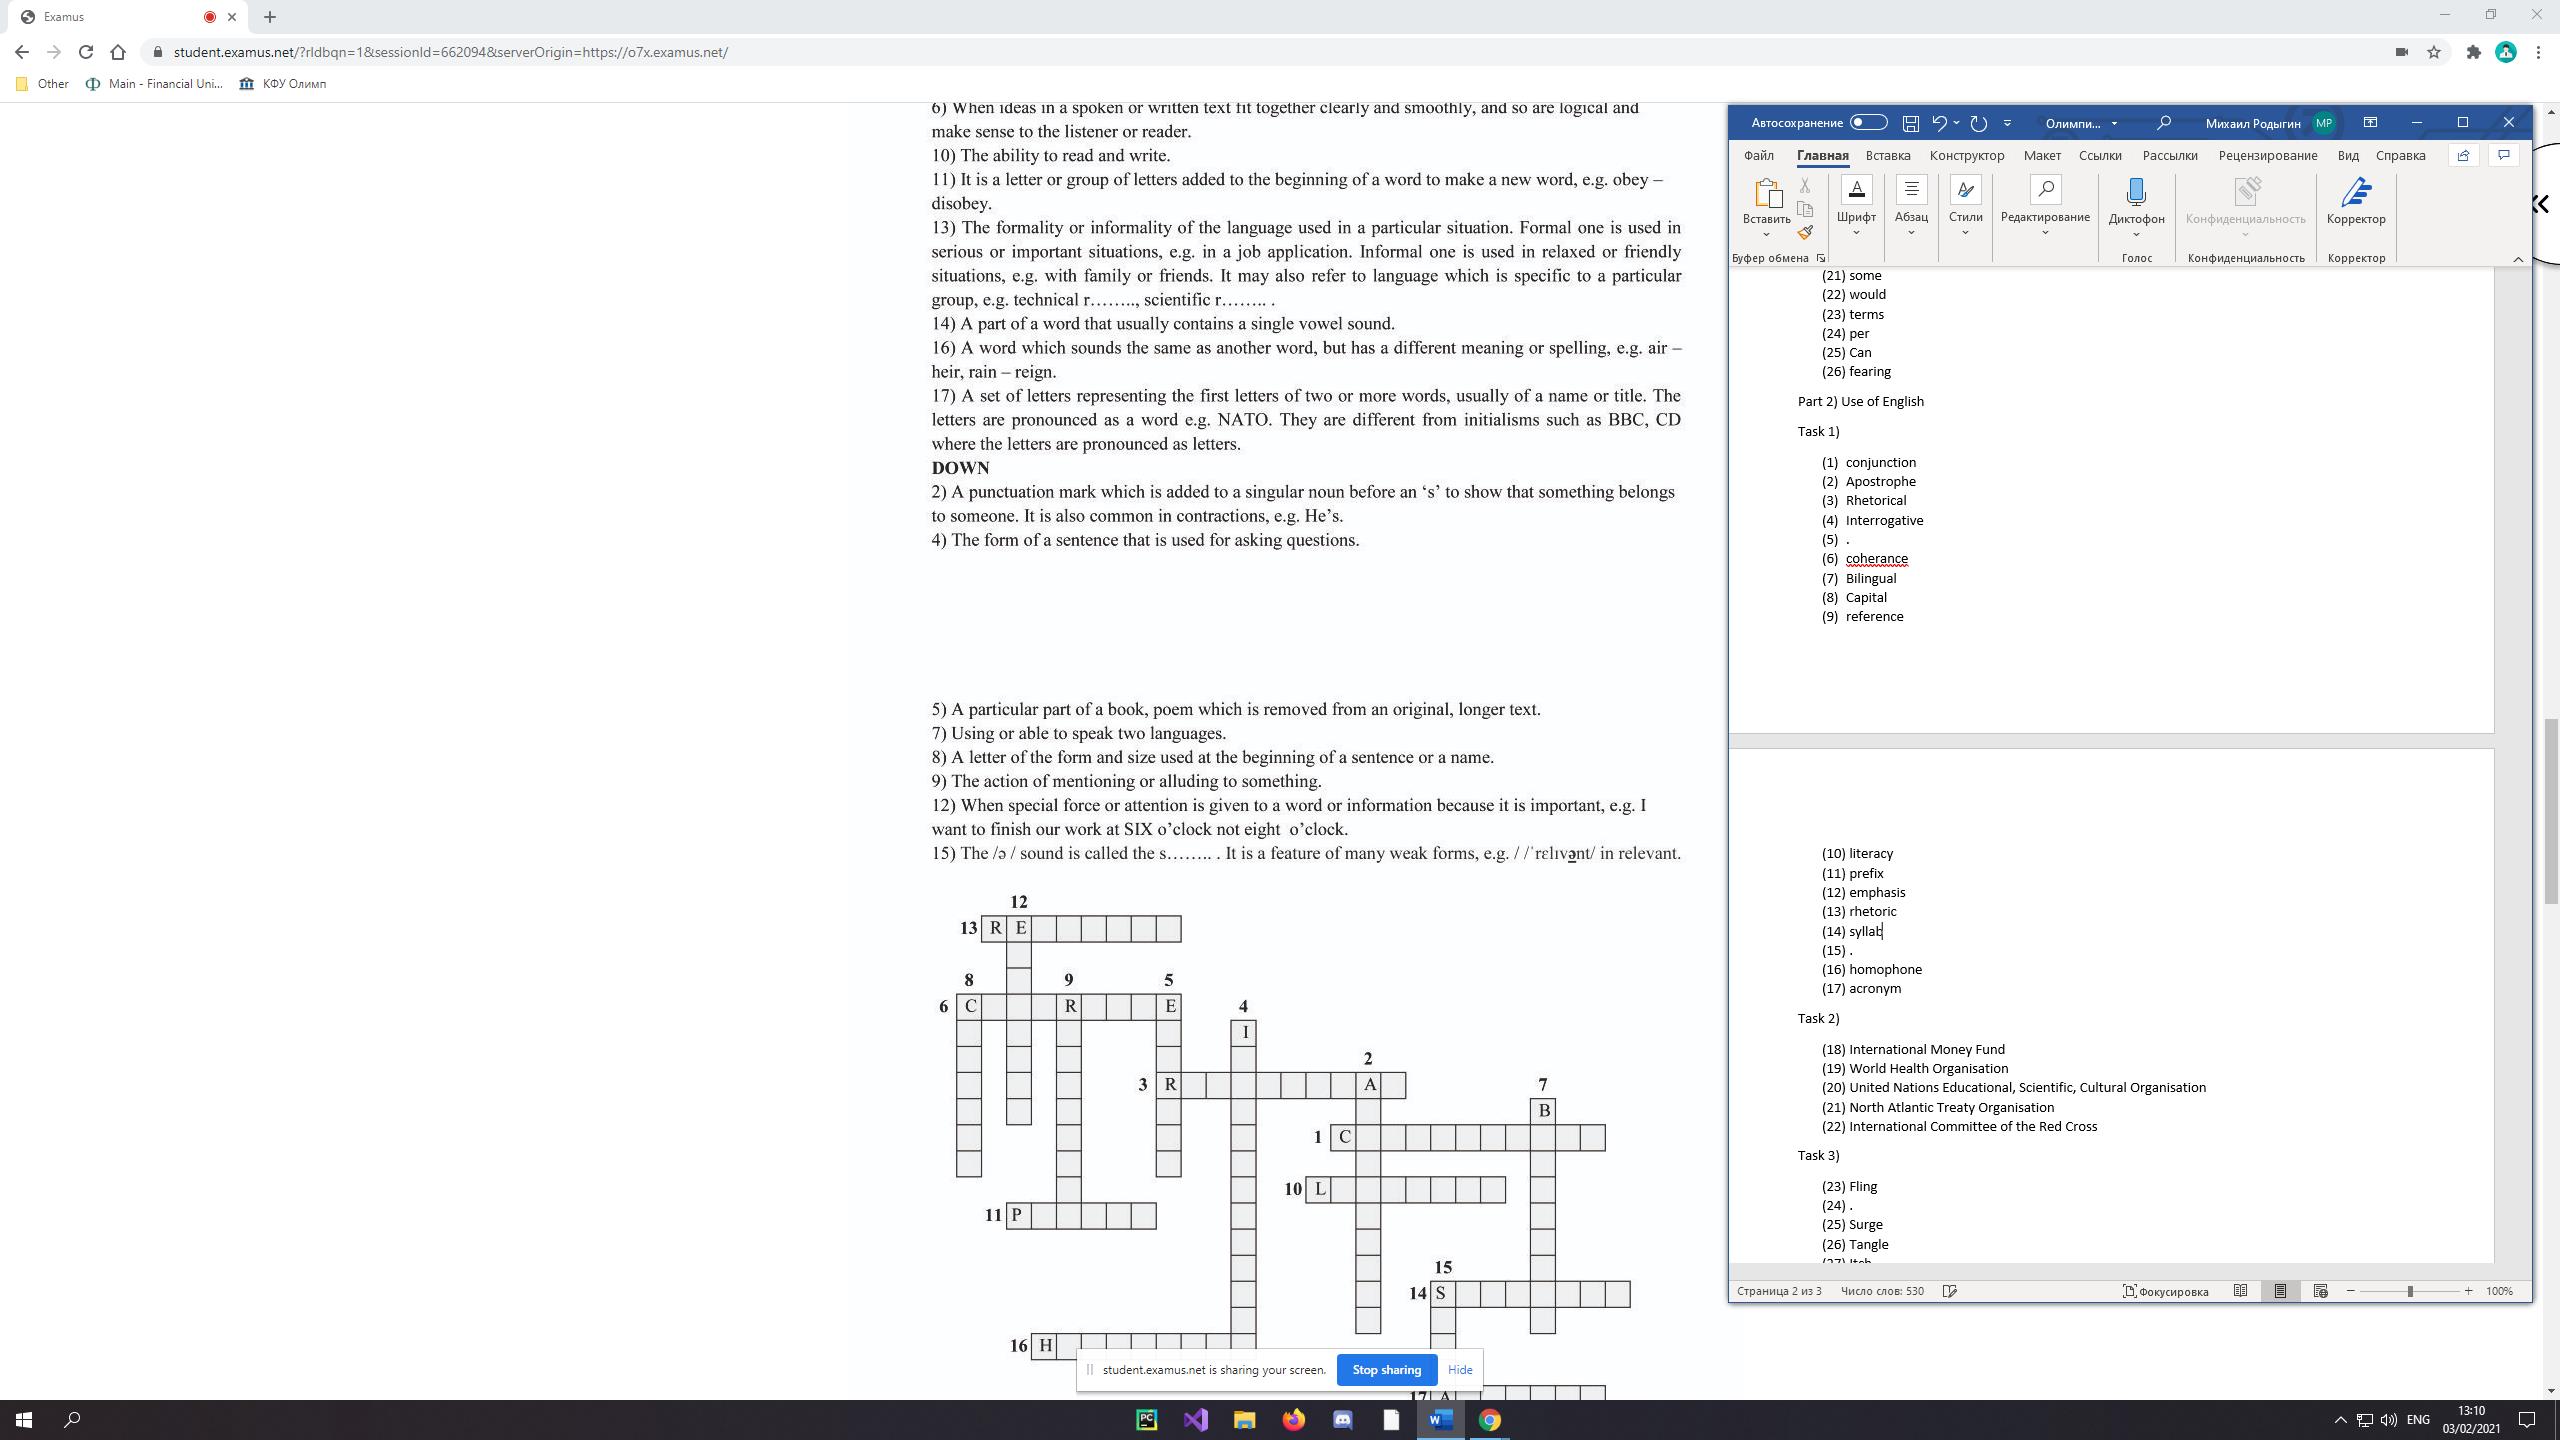 Examus
student.examus.net/?rldbqn=1&sessionId=662094&serverOrigin=https://o7x.examus.net/
Other
Main - Financial Uni...
КФУ Олимп
6) When ideas in a spoken or written text fit together clearly and smoothly, and so are logical and
make sense to the listener or reader.
10) The ability to read and write.
11) It is a letter or group of letters added to the beginning of a word to make a new word, e.g. obey –
disobey.
13) The formality or informality of the language used in a particular situation. Formal one is used in
serious or important situations, e.g. in a job application. Informal one is used in relaxed or friendly
situations, e.g. with family or friends. It may also refer to language which is specific to a particular
group, e.g. technical r…….., scientific r…….. .
14) A part of a word that usually contains a single vowel sound.
16) A word which sounds the same as another word, but has a different meaning or spelling, e.g. air –
heir, rain – reign.
17) A set of letters representing the first letters of two or more words, usually of a name or title. The
letters are pronounced as a word e.g. NATO. They are different from initialisms such as BBC, CD
where the letters are pronounced as letters.
DOWN
2) A punctuation mark which is added to a singular noun before an ‘s’ to show that something belongs
to someone. It is also common in contractions, e.g. He’s.
4) The form of a sentence that is used for asking questions.
5) A particular part of a book, poem which is removed from an original, longer text.
7) Using or able to speak two languages.
8) A letter of the form and size used at the beginning of a sentence or a name.
9) The action of mentioning or alluding to something.
12) When special force or attention is given to a word or information because it is important, e.g. I
want to finish our work at SIX o’clock not eight o’clock.
15) The /ə / sound is called the s…….. . It is a feature of many weak forms, e.g. / /ˈrɛlɪvənt/ in relevant.
12
13 R E
8 9 5
6 C R E 4
I
2
3 R A 7
B
1 C
10 L
11 P
15
14 S
16 H
17 A
student.examus.net is sharing your screen.
Stop sharing
Hide
Автосохранение
Олимпи...
Михаил Родыгин
МР
Файл
Главная
Вставка
Конструктор
Макет
Ссылки
Рассылки
Рецензирование
Вид
Справка
Вставить
Шрифт
Абзац
Стили
Редактирование
Диктофон
Конфиденциальность
Корректор
Буфер обмена
Голос
Конфиденциальность
Корректор
(21) some
(22) would
(23) terms
(24) per
(25) Can
(26) fearing
Part 2) Use of English
Task 1)
(1) conjunction
(2) Apostrophe
(3) Rhetorical
(4) Interrogative
(5) .
(6) coherance
(7) Bilingual
(8) Capital
(9) reference
(10) literacy
(11) prefix
(12) emphasis
(13) rhetoric
(14) syllab
(15) .
(16) homophone
(17) acronym
Task 2)
(18) International Money Fund
(19) World Health Organisation
(20) United Nations Educational, Scientific, Cultural Organisation
(21) North Atlantic Treaty Organisation
(22) International Committee of the Red Cross
Task 3)
(23) Fling
(24) .
(25) Surge
(26) Tangle
(27) Itch
Страница 2 из 3
Число слов: 530
Фокусировка
100%
ENG
13:10
03/02/2021